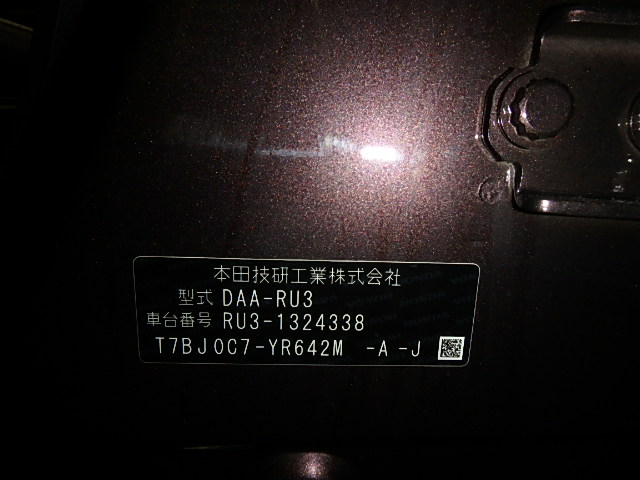 本田技研工業株式会社
型式 DAA-RU3
車台番号 RU3-1324338
T7BJ0C7-YR642M -A -J